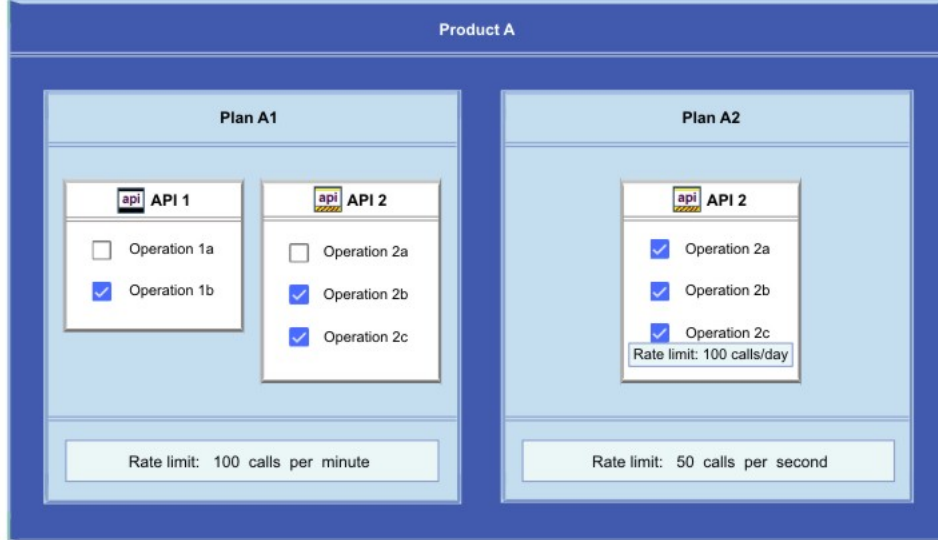 Product A
Plan A1
api API 1
Operation 1a
Operation 1b
api API 2
Operation 2a
Operation 2b
Operation 2c
Rate limit: 100 calls per minute
Plan A2
api API 2
Operation 2a
Operation 2b
Operation 2c
Rate limit: 100 calls/day
Rate limit: 50 calls per second